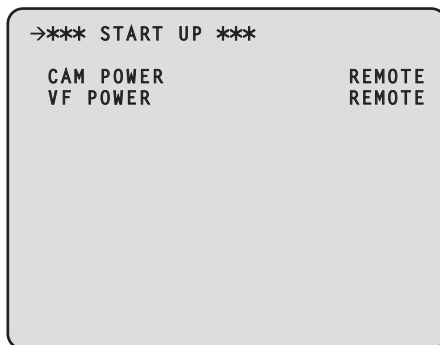 →*** START UP ***
CAM POWER REMOTE
VF POWER REMOTE